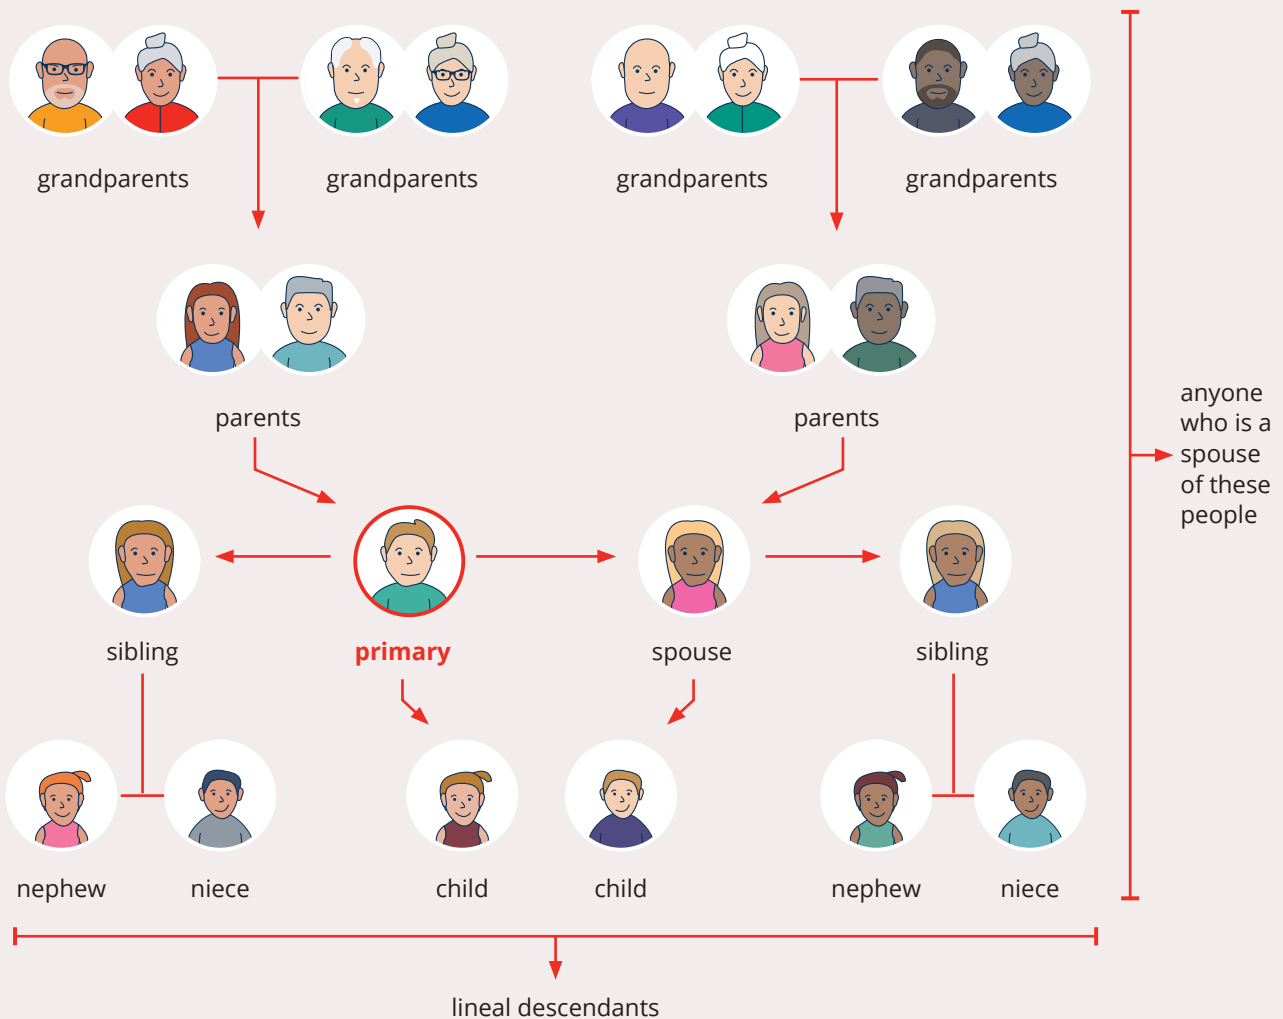 grandparents
grandparents
grandparents
grandparents
parents
parents
anyone
who is a
spouse
of these
people
sibling
primary
spouse
sibling
nephew
niece
child
child
nephew
niece
lineal descendants